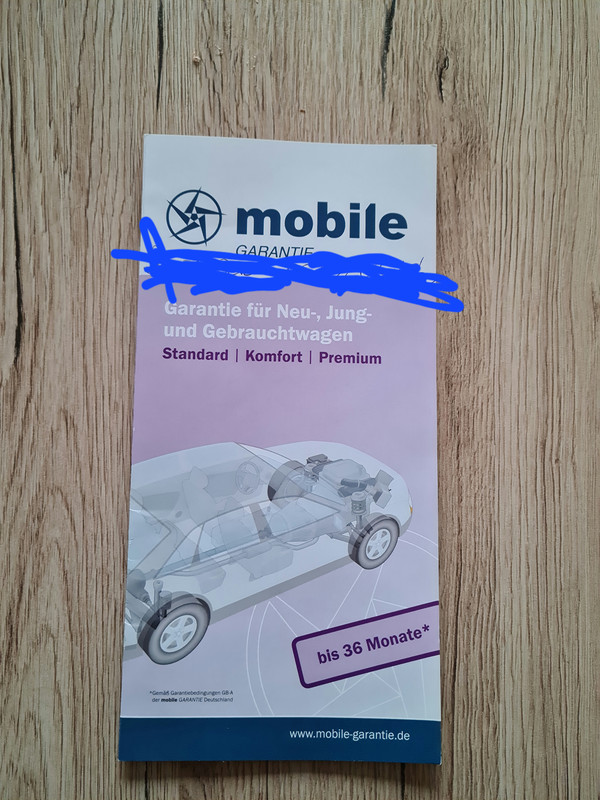 mobile
GARANTIE
Garantie für Neu-, Jung-
und Gebrauchtwagen
Standard | Komfort | Premium
bis 36 Monate*
*Gemäß Garantiebedingungen GB-A
der mobile GARANTIE Deutschland
www.mobile-garantie.de